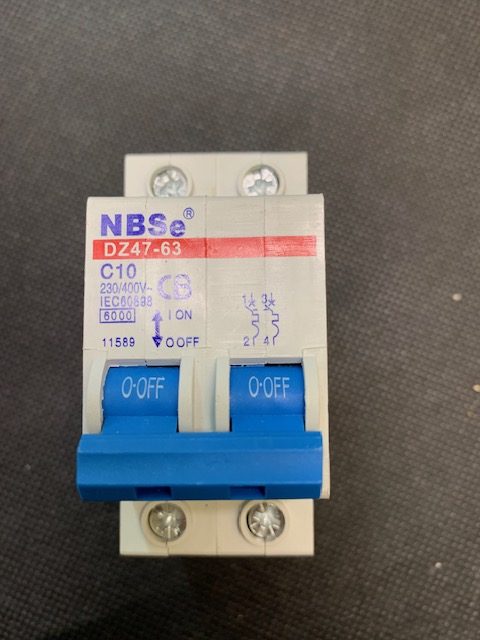 NBSe®
DZ47-63
C10
230/400V~
IEC60898
6000
I ON
11589
O OFF
1 3
2 4
O·OFF O·OFF